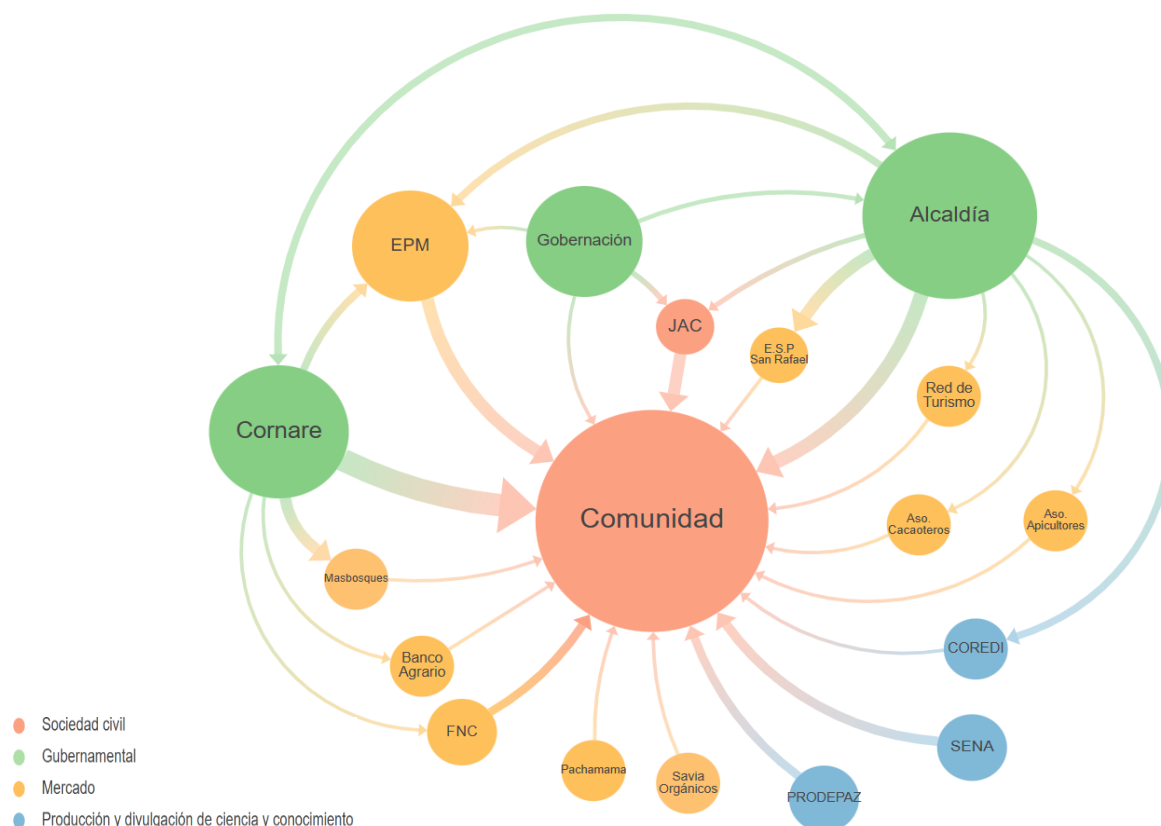 Alcaldía
EPM
Gobernación
JAC
E.S.P
San Rafael
Red de
Turismo
Cornare
Comunidad
Aso.
Cacaoteros
Aso.
Apicultores
Masbosques
Banco
Agrario
COREDI
FNC
SENA
Pachamama
Savia
Orgánicos
PRODEPAZ
Sociedad civil
Gubernamental
Mercado
Producción y divulgación de ciencia y conocimiento